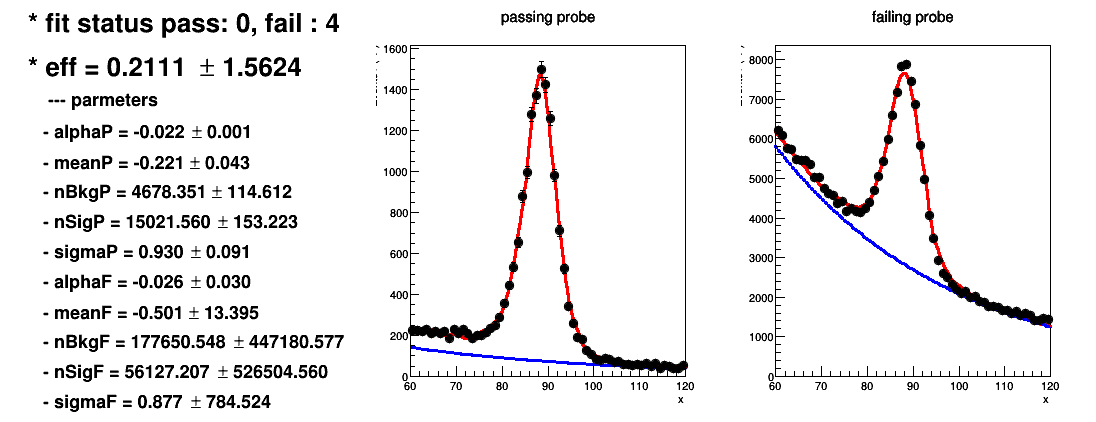 * fit status pass: 0, fail : 4
* eff = 0.2111 ± 1.5624
--- parmeters
- alphaP = -0.022 ± 0.001
- meanP = -0.221 ± 0.043
- nBkgP = 4678.351 ± 114.612
- nSigP = 15021.560 ± 153.223
- sigmaP = 0.930 ± 0.091
- alphaF = -0.026 ± 0.030
- meanF = -0.501 ± 13.395
- nBkgF = 177650.548 ± 447180.577
- nSigF = 56127.207 ± 526504.560
- sigmaF = 0.877 ± 784.524
passing probe
1600
1400
1200
1000
800
600
400
200
0
60 70 80 90 100 110 120
x
failing probe
8000
7000
6000
5000
4000
3000
2000
1000
0
60 70 80 90 100 110 120
x